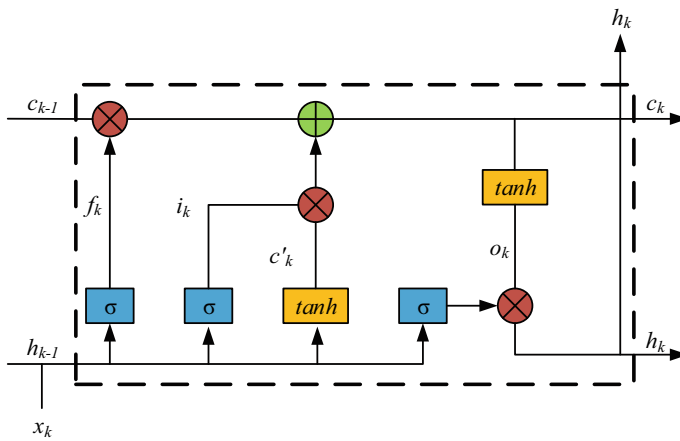 h_k
c_{k-1}
c_k
tanh
f_k
i_k
o_k
c'_k
σ
σ
tanh
σ
h_{k-1}
h_k
x_k